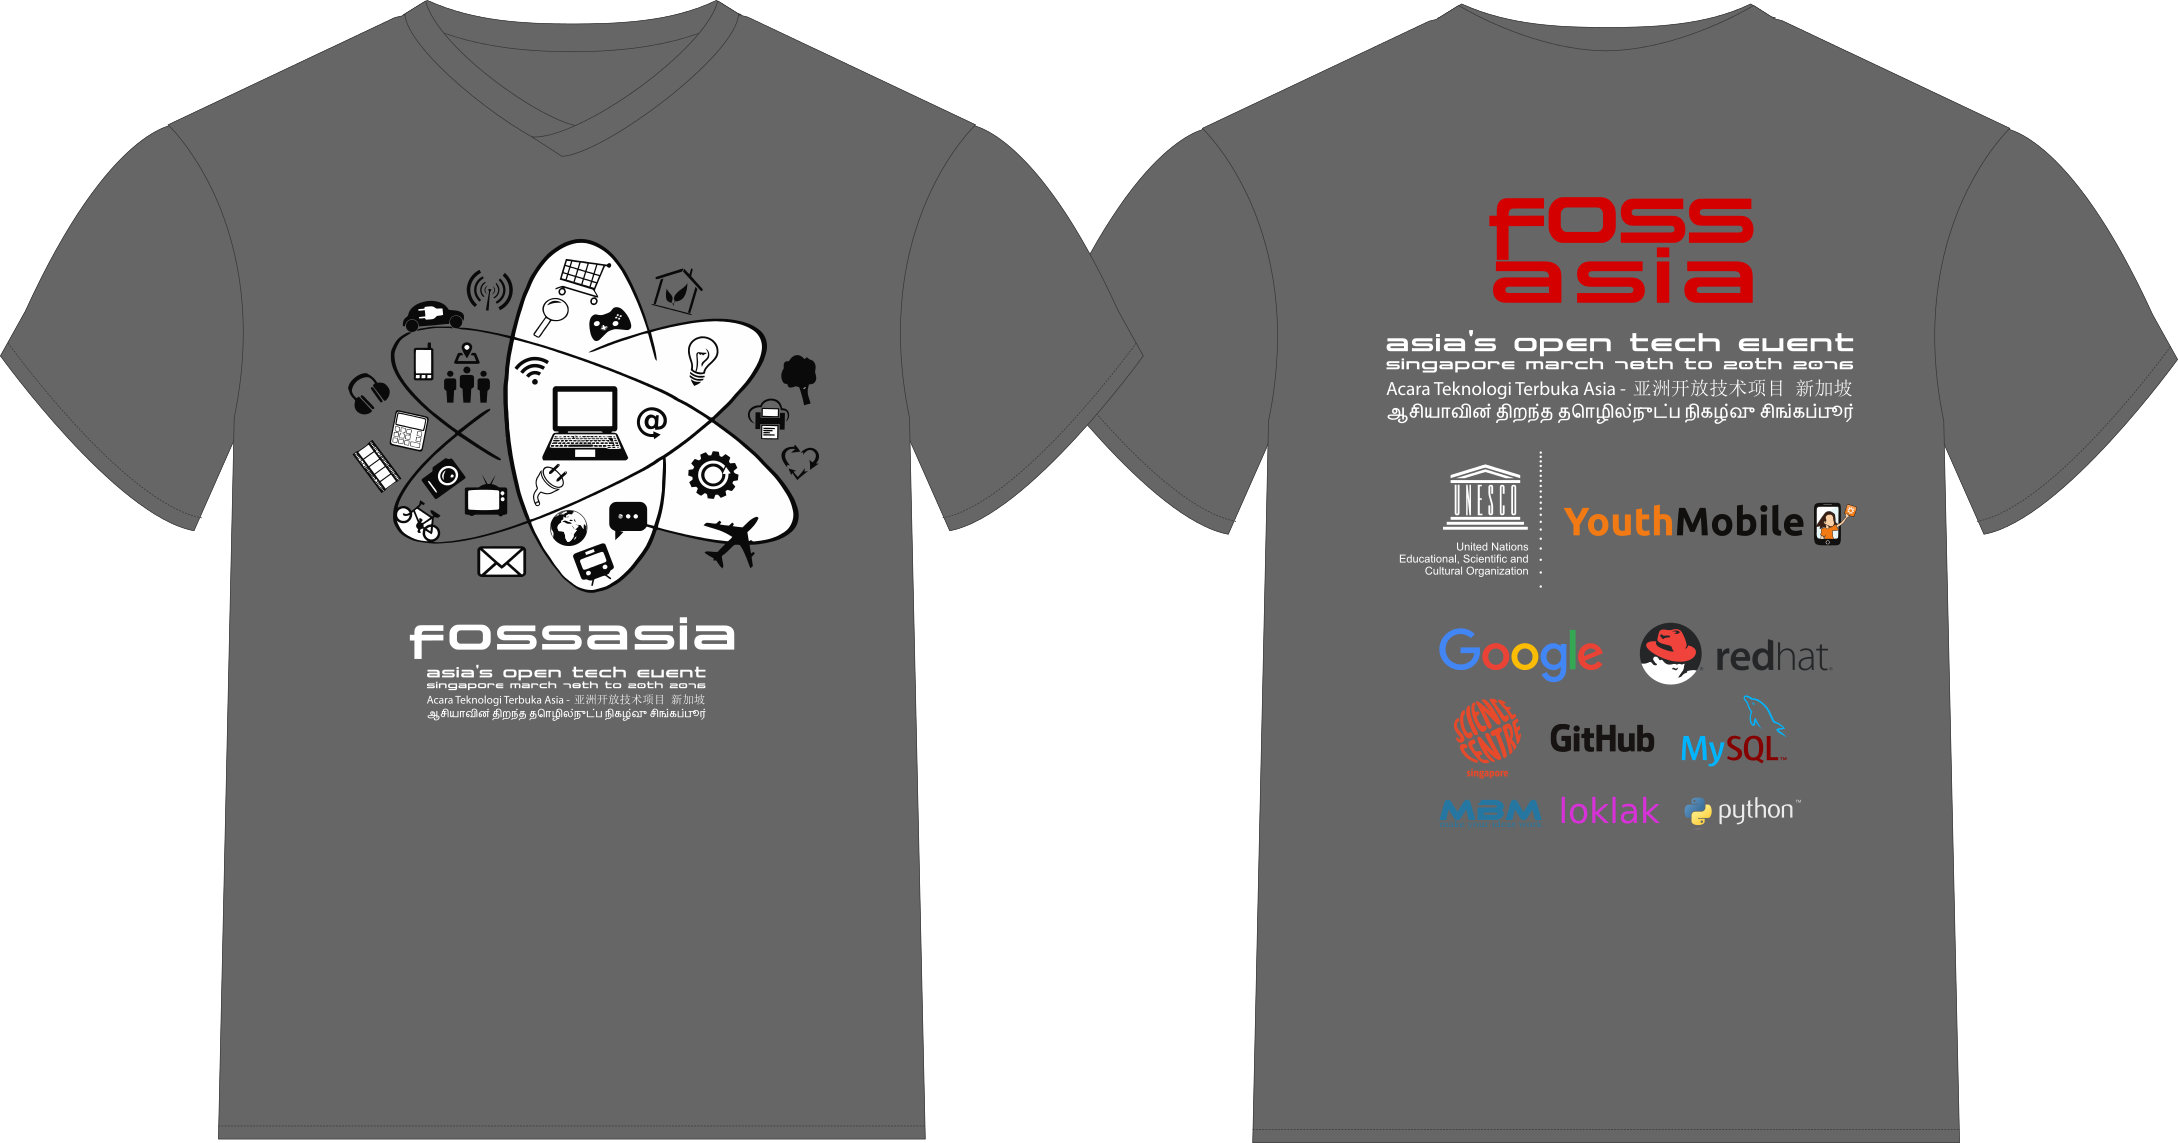 fossasia
asia's open tech event
singapore march 18th to 20th 2016
Acara Teknologi Terbuka Asia - 亚洲开放技术项目 新加坡
ஆசியாவின் திறந்த தொழில்நுட்ப நிகழ்வு சிங்கப்பூர்
@
foss
asia
asia's open tech event
singapore march 18th to 20th 2016
Acara Teknologi Terbuka Asia - 亚洲开放技术项目 新加坡
ஆசியாவின் திறந்த தொழில்நுட்ப நிகழ்வு சிங்கப்பூர்
UNESCO
United Nations
Educational, Scientific and
Cultural Organization
YouthMobile
Google
redhat
SCIENCE
CENTRE
singapore
GitHub
MySQL™
MBM
loklak
python™